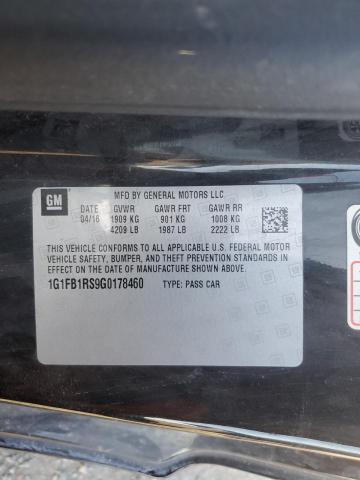 GM
MFD BY GENERAL MOTORS LLC
DATE GVWR GAWR FRT GAWR RR
04/16 1909 KG 901 KG 1008 KG
4209 LB 1987 LB 2222 LB
THIS VEHICLE CONFORMS TO ALL APPLICABLE U.S. FEDERAL MOTOR
VEHICLE SAFETY, BUMPER, AND THEFT PREVENTION STANDARDS IN
EFFECT ON THE DATE OF MANUFACTURE SHOWN ABOVE.
1G1FB1RS9G0178460 TYPE: PASS CAR